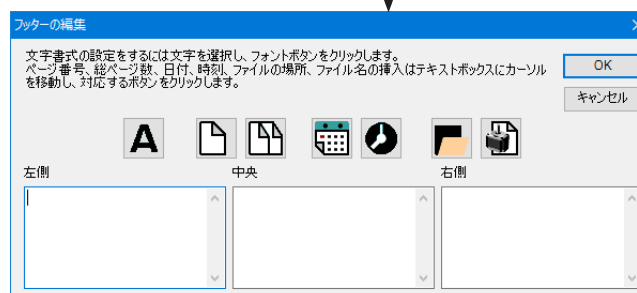 フッターの編集
文字書式の設定をするには文字を選択し、フォントボタンをクリックします。
ページ番号、総ページ数、日付、時刻、ファイルの場所、ファイル名の挿入はテキストボックスにカーソル
を移動し、対応するボタンをクリックします。
OK
キャンセル
A
左側
中央
右側